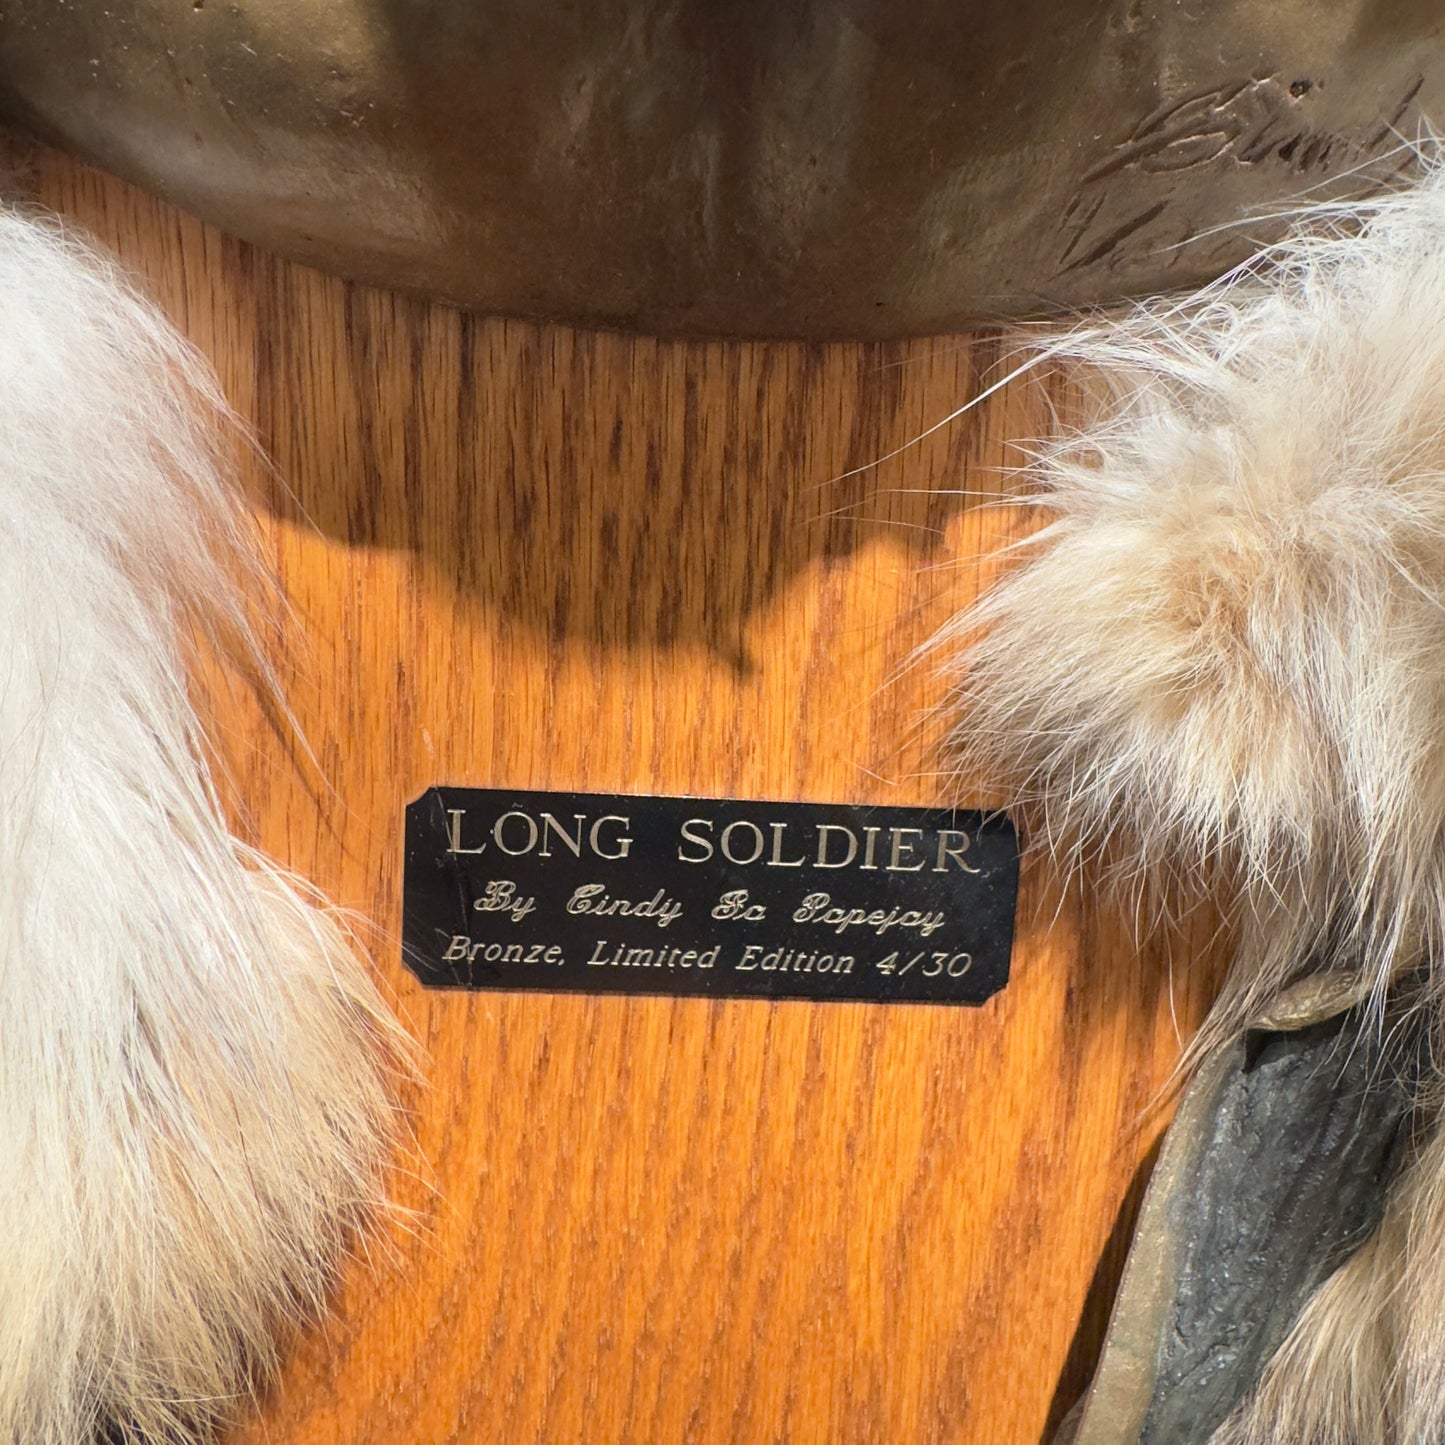 LONG SOLDIER
By Cindy Jo Popejoy
Bronze, Limited Edition 4/30